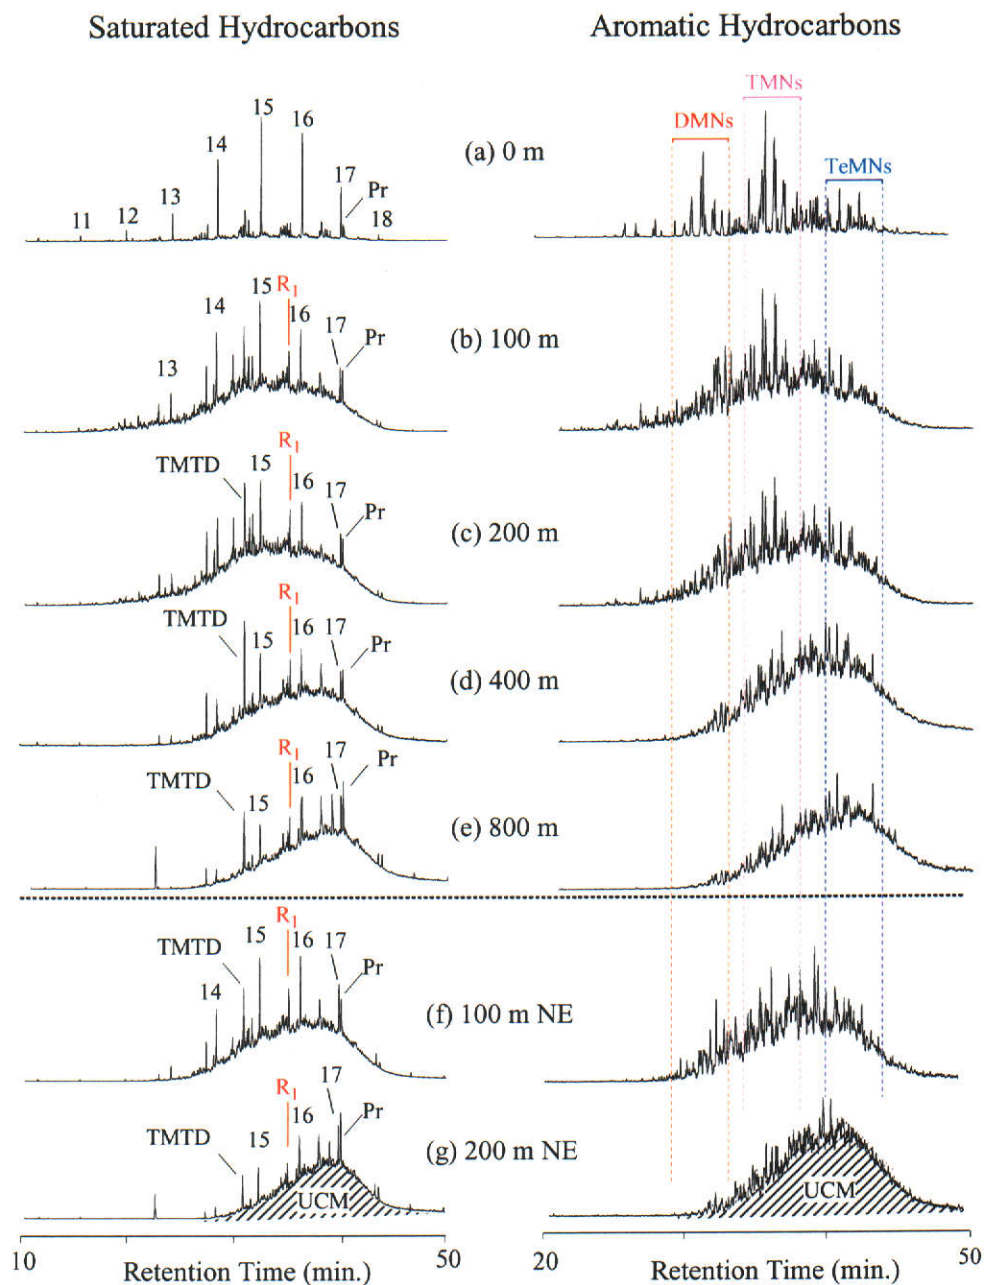 Saturated Hydrocarbons
Aromatic Hydrocarbons
TMNs
DMNs
TeMNs
(a) 0 m
11 12 13 14 15 16 17 Pr 18
(b) 100 m
13 14 15 R1 16 17 Pr
(c) 200 m
TMTD 15 R1 16 17 Pr
(d) 400 m
TMTD 15 R1 16 17 Pr
(e) 800 m
TMTD 15 R1 16 17 Pr
(f) 100 m NE
14 TMTD 15 R1 16 17 Pr
(g) 200 m NE
TMTD 15 R1 16 17 Pr
UCM
UCM
10 50
Retention Time (min.)
20 50
Retention Time (min.)